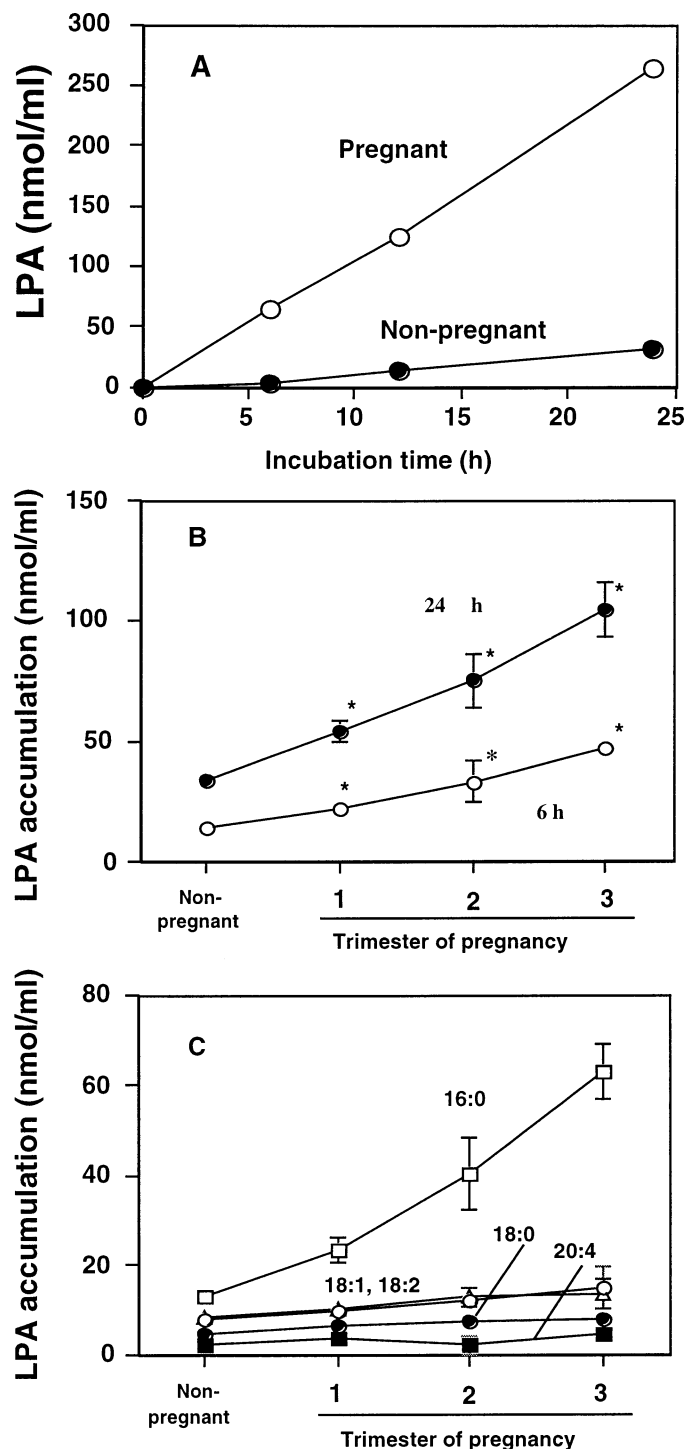 300
A
250
LPA (nmol/ml)
200
Pregnant
150
100
Non-pregnant
50
0
0 5 10 15 20 25
Incubation time (h)
150
B
LPA accumulation (nmol/ml)
24 h
*
*
100
*
50
*
*
*
6 h
0
Non-
pregnant
1 2 3
Trimester of pregnancy
80
C
LPA accumulation (nmol/ml)
60
16:0
40
18:0
20:4
20
18:1, 18:2
0
Non-
pregnant
1 2 3
Trimester of pregnancy